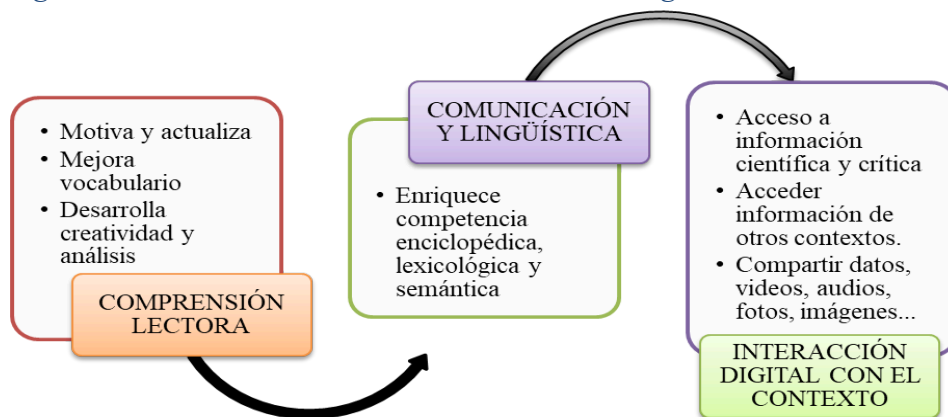 • Motiva y actualiza
• Mejora
vocabulario
• Desarrolla
creatividad y
análisis
COMPRENSIÓN
LECTORA
COMUNICACIÓN
Y LINGÜÍSTICA
• Enriquece
competencia
enciclopédica,
lexicológica y
semántica
• Acceso a
información
científica y crítica
• Acceder
información de
otros contextos.
• Compartir datos,
videos, audios,
fotos, imágenes...
INTERACCIÓN
DIGITAL CON EL
CONTEXTO